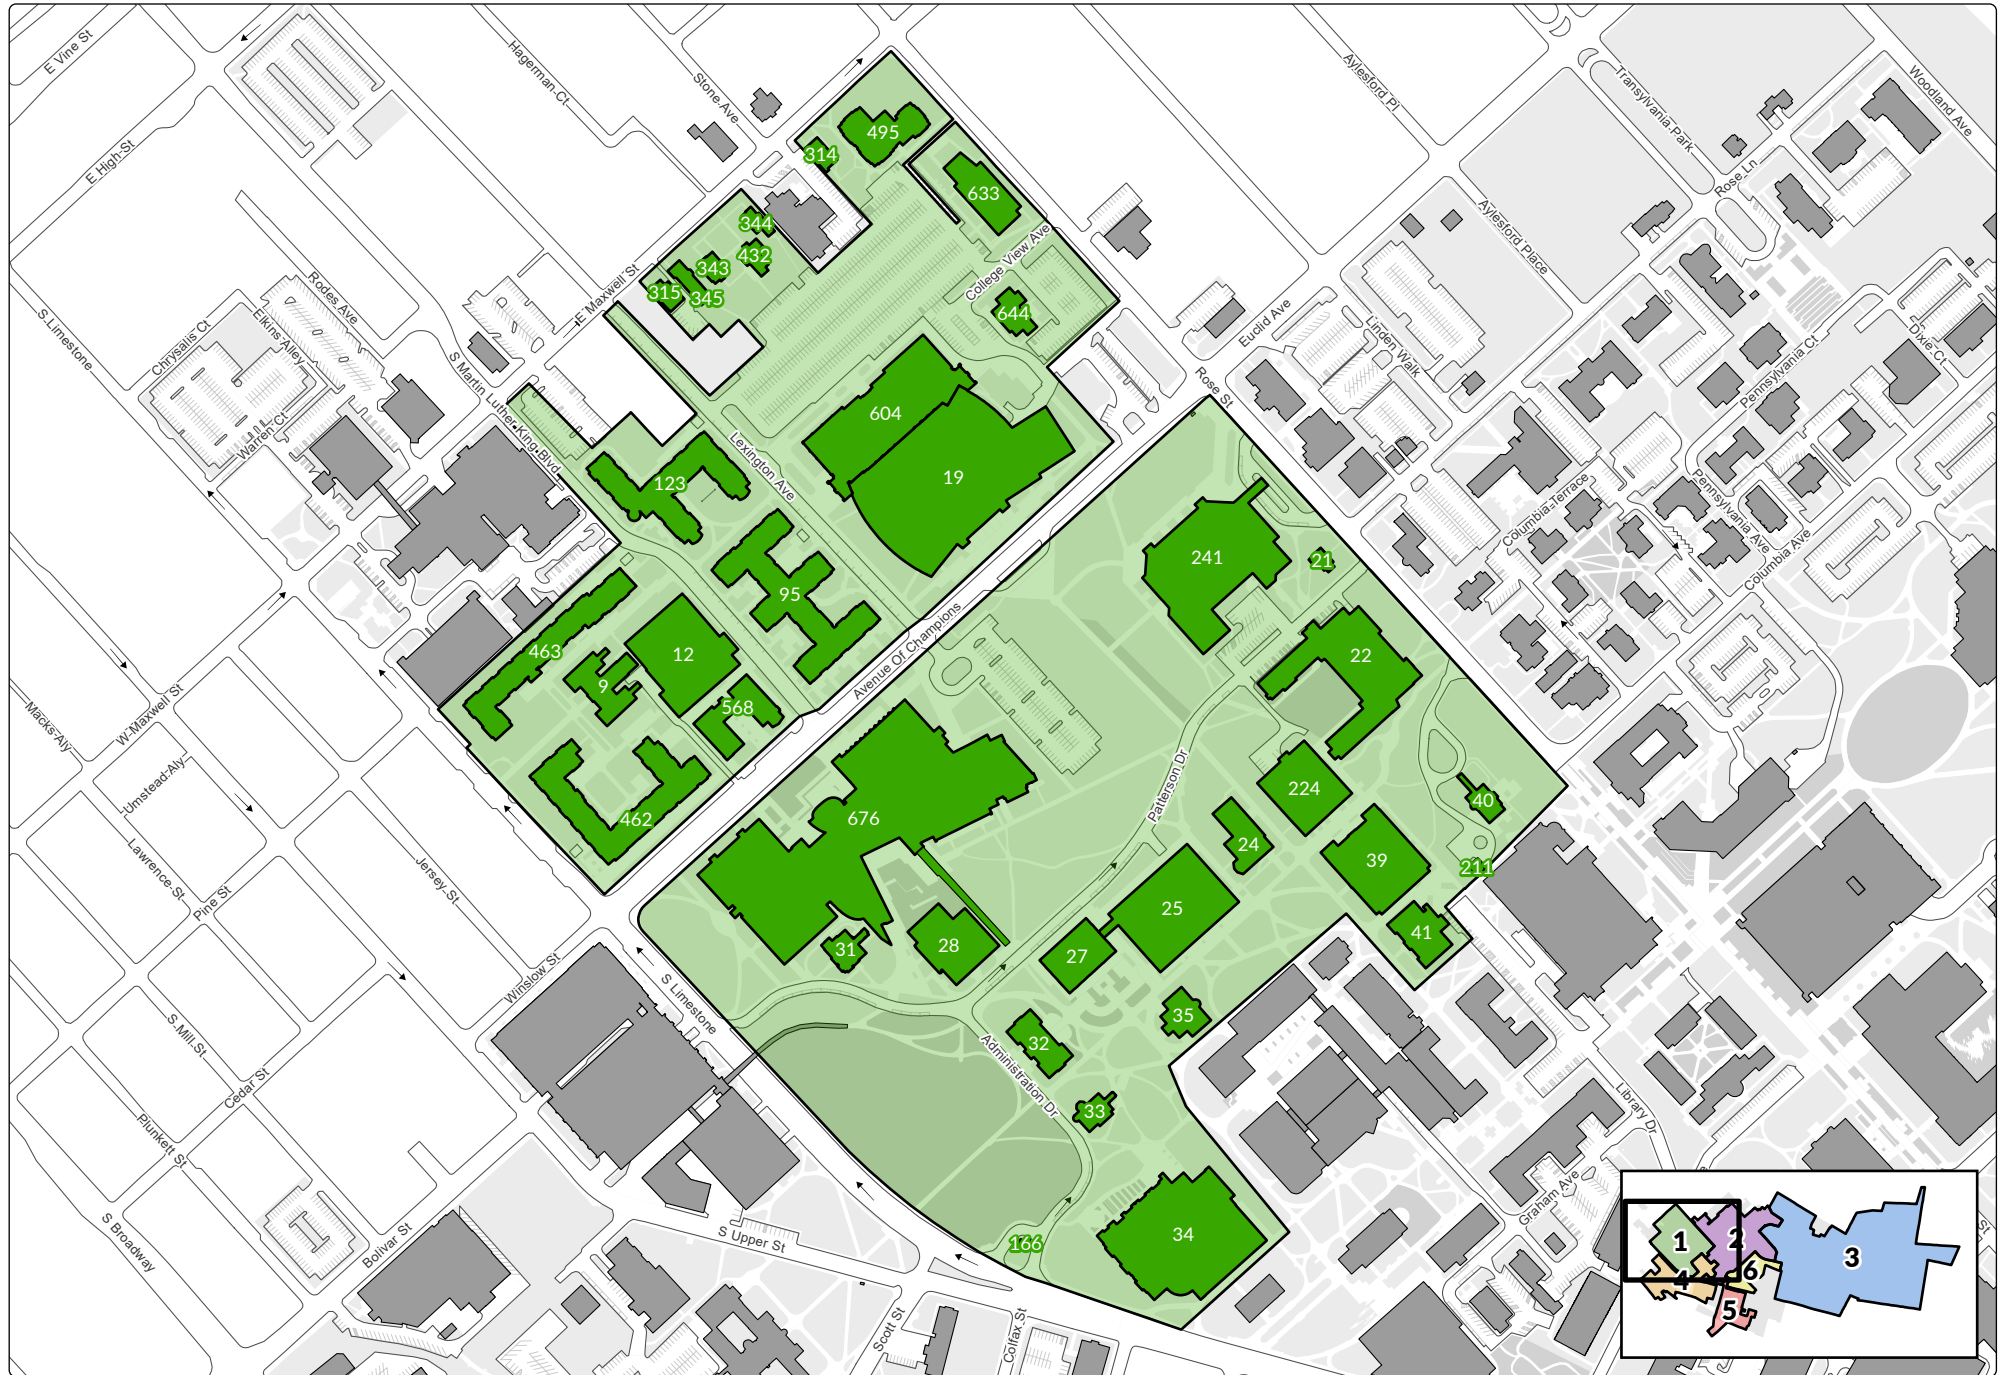 E Vine St
Hagerman Ct
Stone Ave
Aylesford Pl
Transylvania Park
Woodland Ave
E High St
495
314
633
Rose Ln
344
432
343
315
345
College View Ave
Aylesford Place
E Maxwell St
Rodes Ave
Elkins Alley
Chrysalis Ct
S Limestone
644
Euclid Ave
Linden Walk
Dixie Ct
Pennsylvania Ct
Rose St
S Martin Luther King Blvd
Warren Ct
604
19
Lexington Ave
123
Columbia Terrace
Pennsylvania Ave
Columbia Ave
241
21
95
Avenue Of Champions
463
12
9
568
22
Macks Aly
W Maxwell St
Umstead Aly
Patterson Dr
224
40
462
676
24
39
211
Lawrence St
Pine St
Jersey St
25
41
31
28
27
Winslow St
S Limestone
35
32
Administration Dr
33
S Mill St
Cedar St
Plunkett St
Library Dr
Graham Ave
34
166
S Broadway
Bolivar St
S Upper St
Scott St
Colfax St
St
1
2
3
4
6
5